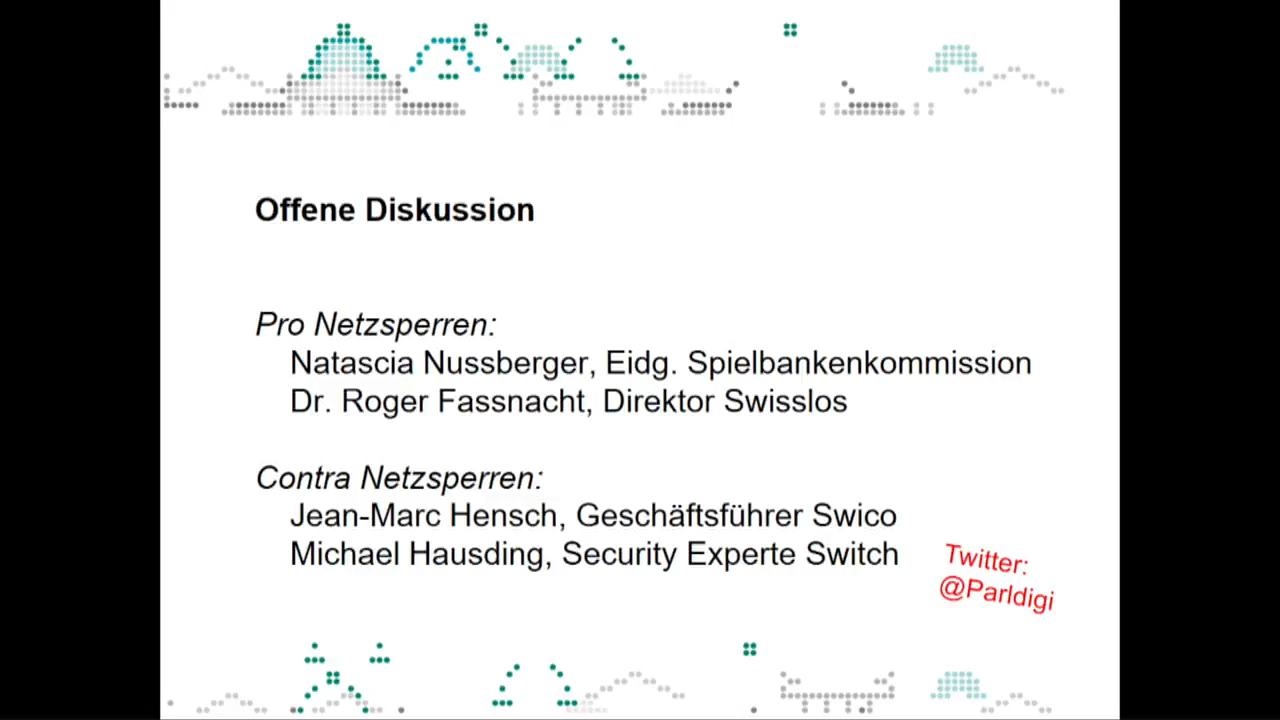 Offene Diskussion
Pro Netzsperren:
Natascia Nussberger, Eidg. Spielbankenkommission
Dr. Roger Fassnacht, Direktor Swisslos
Contra Netzsperren:
Jean-Marc Hensch, Geschäftsführer Swico
Michael Hausding, Security Experte Switch
Twitter:
@Parldigi